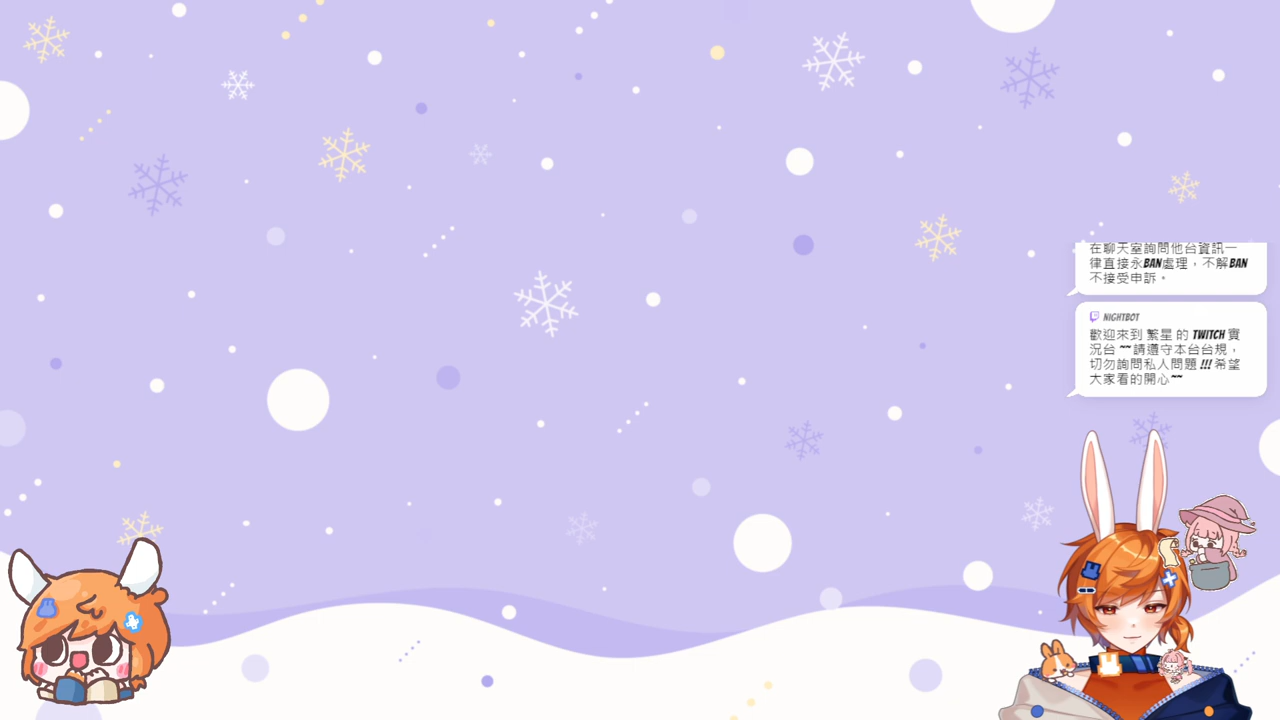 在聊天室詢問他台資訊一
律直接永BAN處理，不解BAN
不接受申訴。
NIGHTBOT
歡迎來到 繁星 的 TWITCH 實
況台 ~~ 請遵守本台台規，
切勿詢問私人問題 !!! 希望
大家看的開心~~